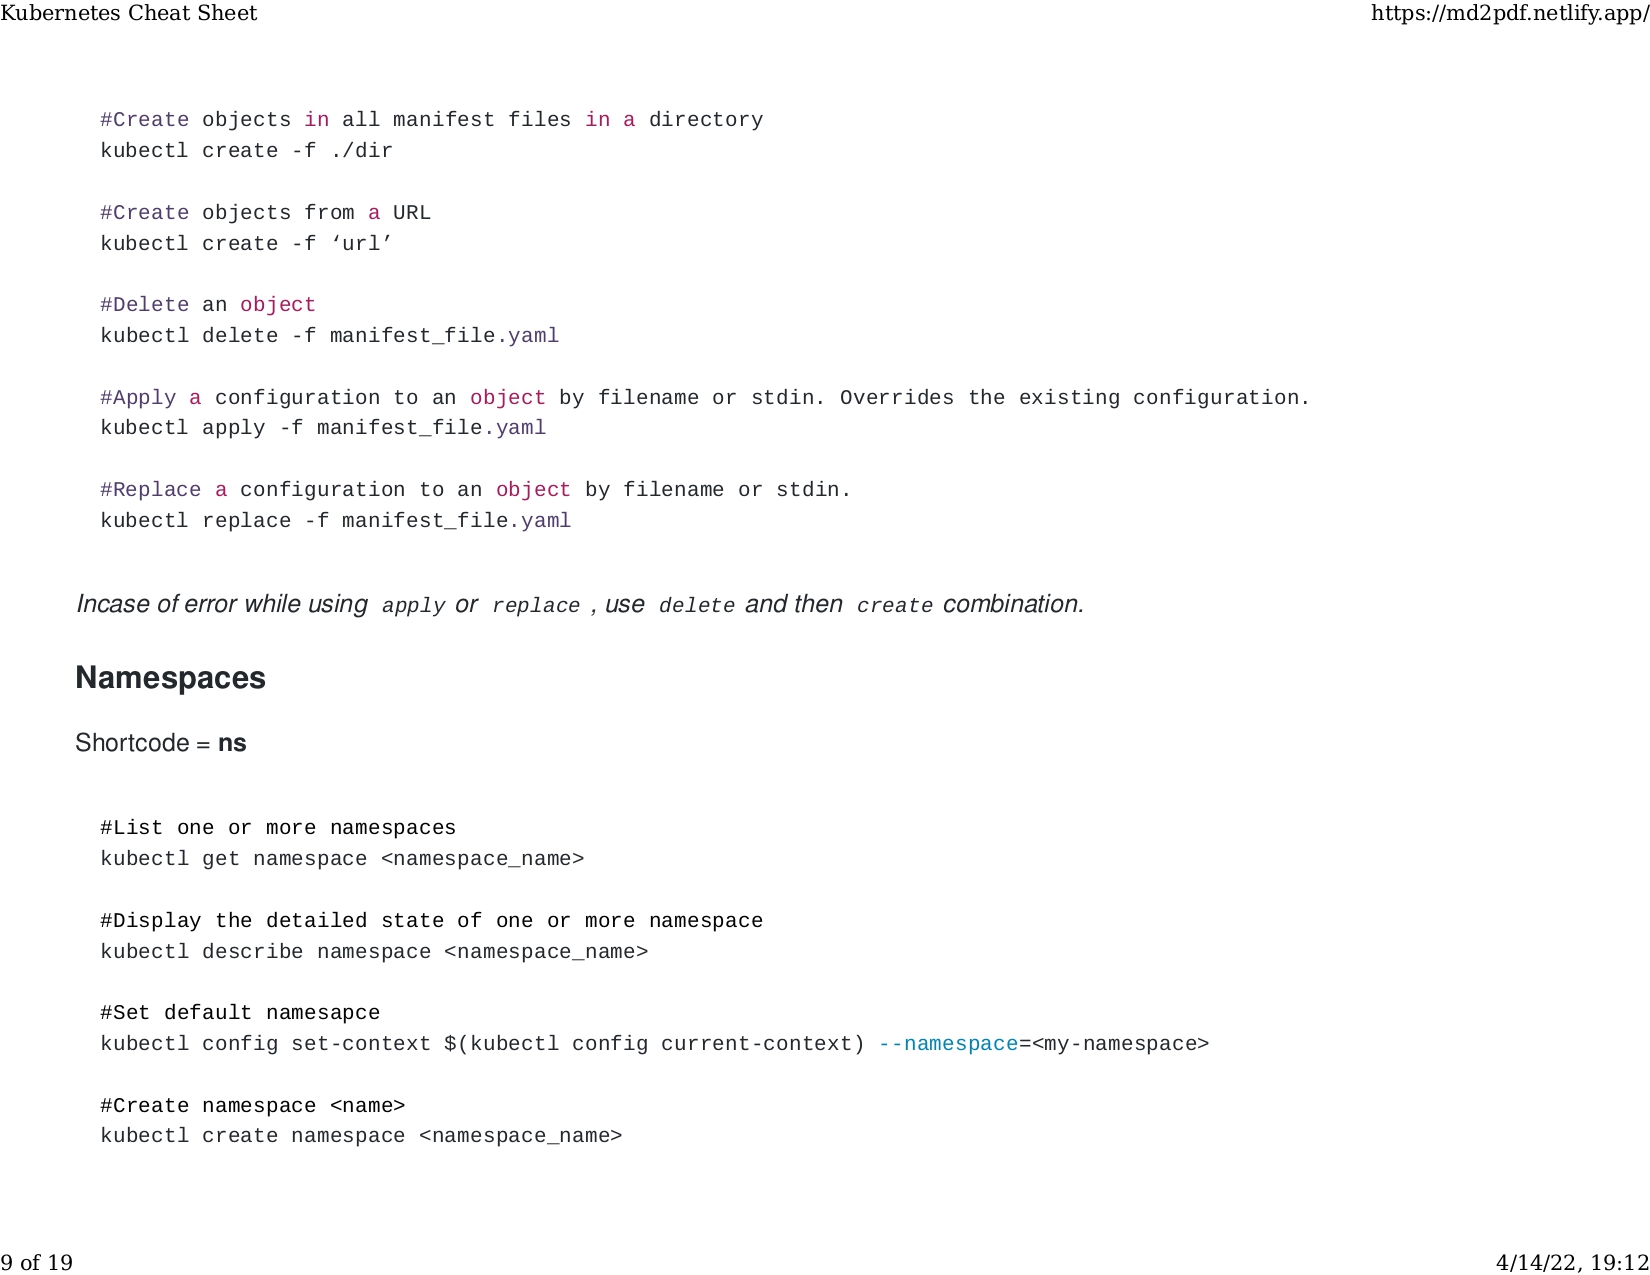 Kubernetes Cheat Sheet https://md2pdf.netlify.app/
#Create objects in all manifest files in a directory
kubectl create -f ./dir
#Create objects from a URL
kubectl create -f ‘url’
#Delete an object
kubectl delete -f manifest_file.yaml
#Apply a configuration to an object by filename or stdin. Overrides the existing configuration.
kubectl apply -f manifest_file.yaml
#Replace a configuration to an object by filename or stdin.
kubectl replace -f manifest_file.yaml
Incase of error while using apply or replace , use delete and then create combination.
Namespaces
Shortcode = ns
#List one or more namespaces
kubectl get namespace <namespace_name>
#Display the detailed state of one or more namespace
kubectl describe namespace <namespace_name>
#Set default namesapce
kubectl config set-context $(kubectl config current-context) --namespace=<my-namespace>
#Create namespace <name>
kubectl create namespace <namespace_name>
9 of 19 4/14/22, 19:12